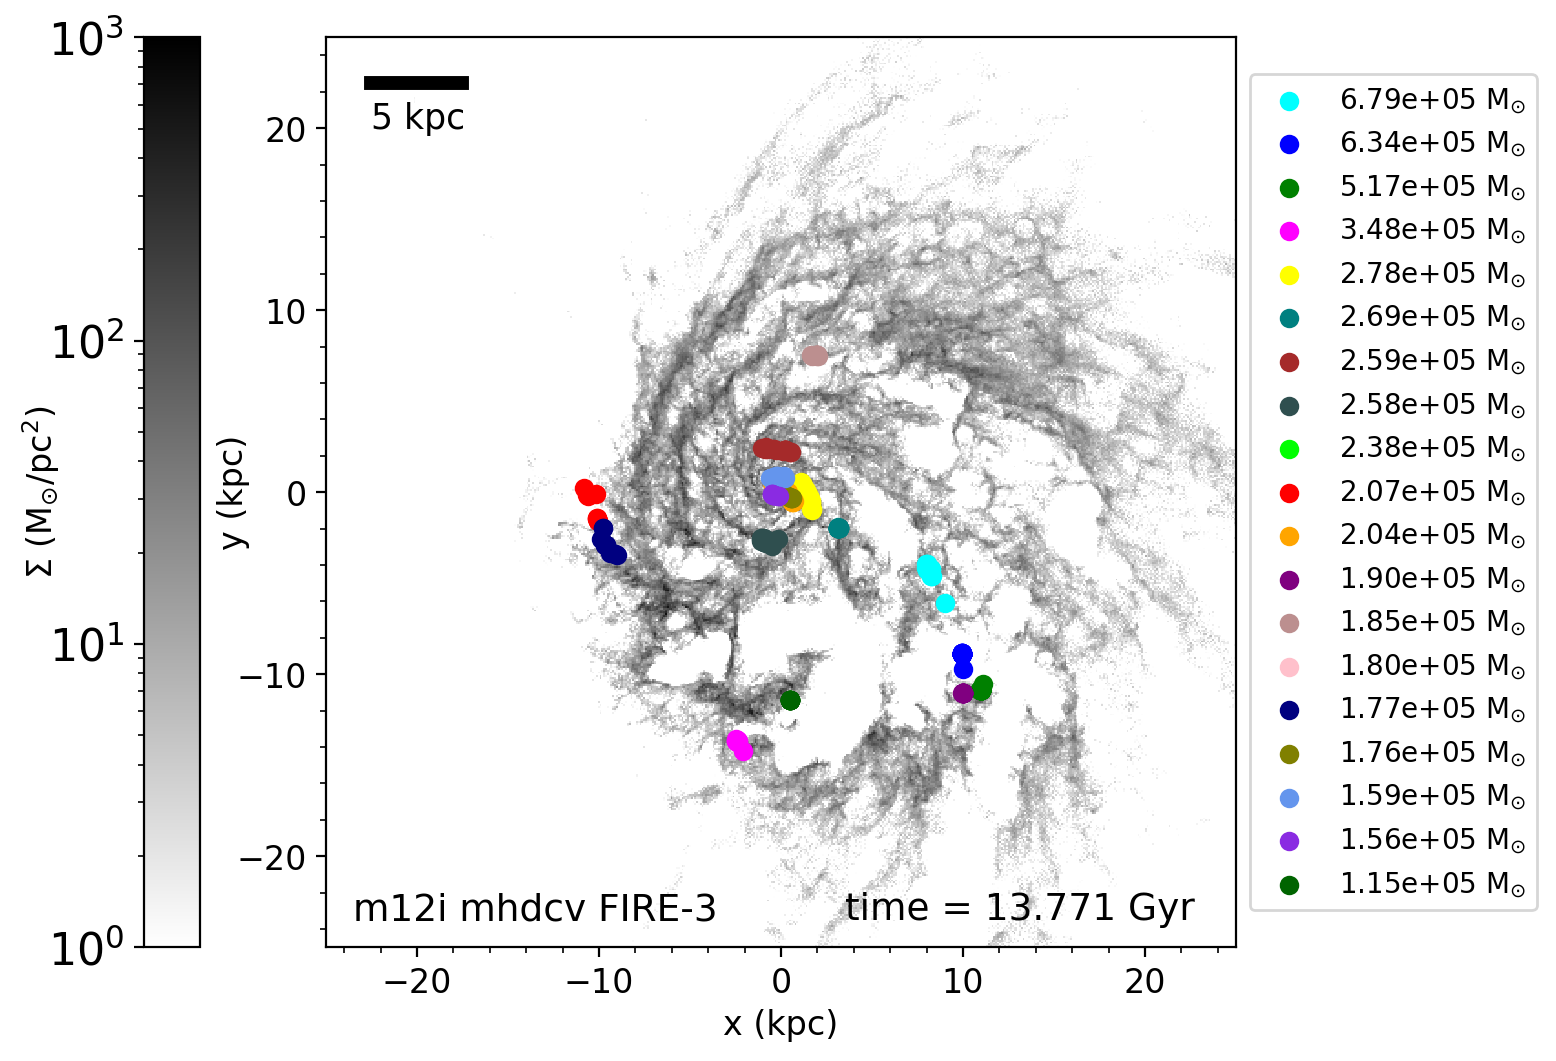 10³
10²
10¹
10⁰
Σ (M⊙/pc²)
y (kpc)
20
10
0
−10
−20
5 kpc
m12i mhdcv FIRE-3
time = 13.771 Gyr
−20
−10
0
10
20
x (kpc)
6.79e+05 M⊙
6.34e+05 M⊙
5.17e+05 M⊙
3.48e+05 M⊙
2.78e+05 M⊙
2.69e+05 M⊙
2.59e+05 M⊙
2.58e+05 M⊙
2.38e+05 M⊙
2.07e+05 M⊙
2.04e+05 M⊙
1.90e+05 M⊙
1.85e+05 M⊙
1.80e+05 M⊙
1.77e+05 M⊙
1.76e+05 M⊙
1.59e+05 M⊙
1.56e+05 M⊙
1.15e+05 M⊙